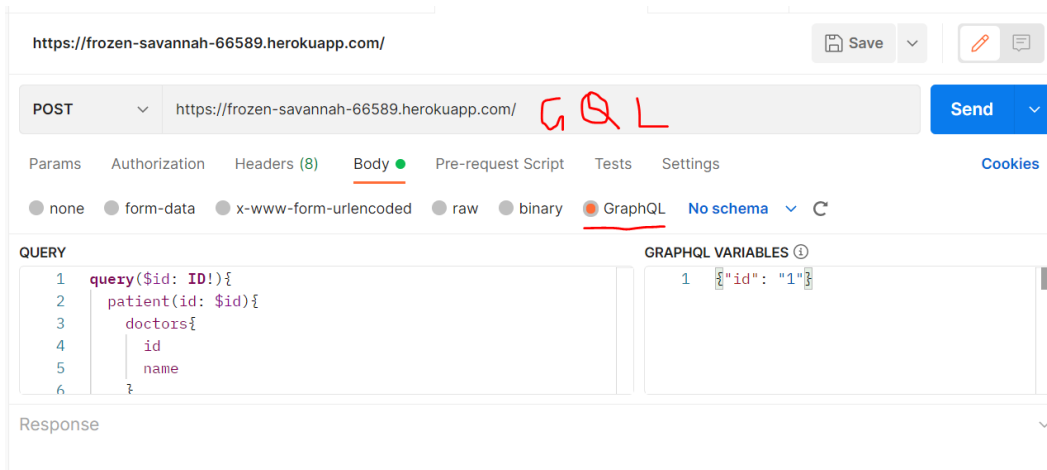 https://frozen-savannah-66589.herokuapp.com/
Save
POST
https://frozen-savannah-66589.herokuapp.com/
GQL
Send
Params Authorization Headers (8) Body Pre-request Script Tests Settings Cookies
none form-data x-www-form-urlencoded raw binary GraphQL No schema
QUERY
1 query($id: ID!){
2 patient(id: $id){
3 doctors{
4 id
5 name
6 }
GRAPHQL VARIABLES
1 {"id": "1"}
Response